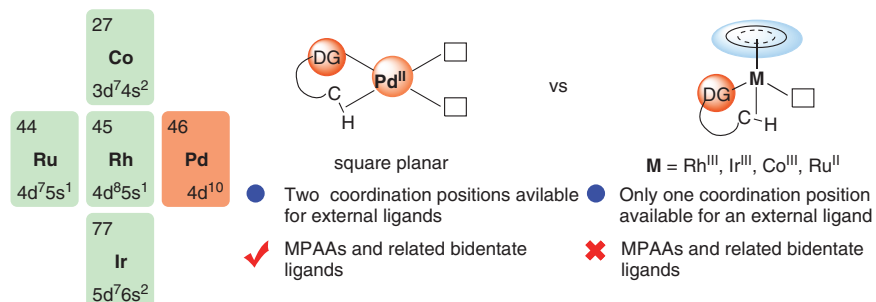 27
Co
3d⁷4s²
44
Ru
4d⁷5s¹
45
Rh
4d⁸5s¹
46
Pd
4d¹⁰
77
Ir
5d⁷6s²
DG
Pdᴵᴵ
C
H
square planar
Two coordination positions avilable
for external ligands
MPAAs and related bidentate
ligands
vs
M
DG
C
H
M = Rhᴵᴵᴵ, Irᴵᴵᴵ, Coᴵᴵᴵ, Ruᴵᴵ
Only one coordination position
available for an external ligand
MPAAs and related bidentate
ligands